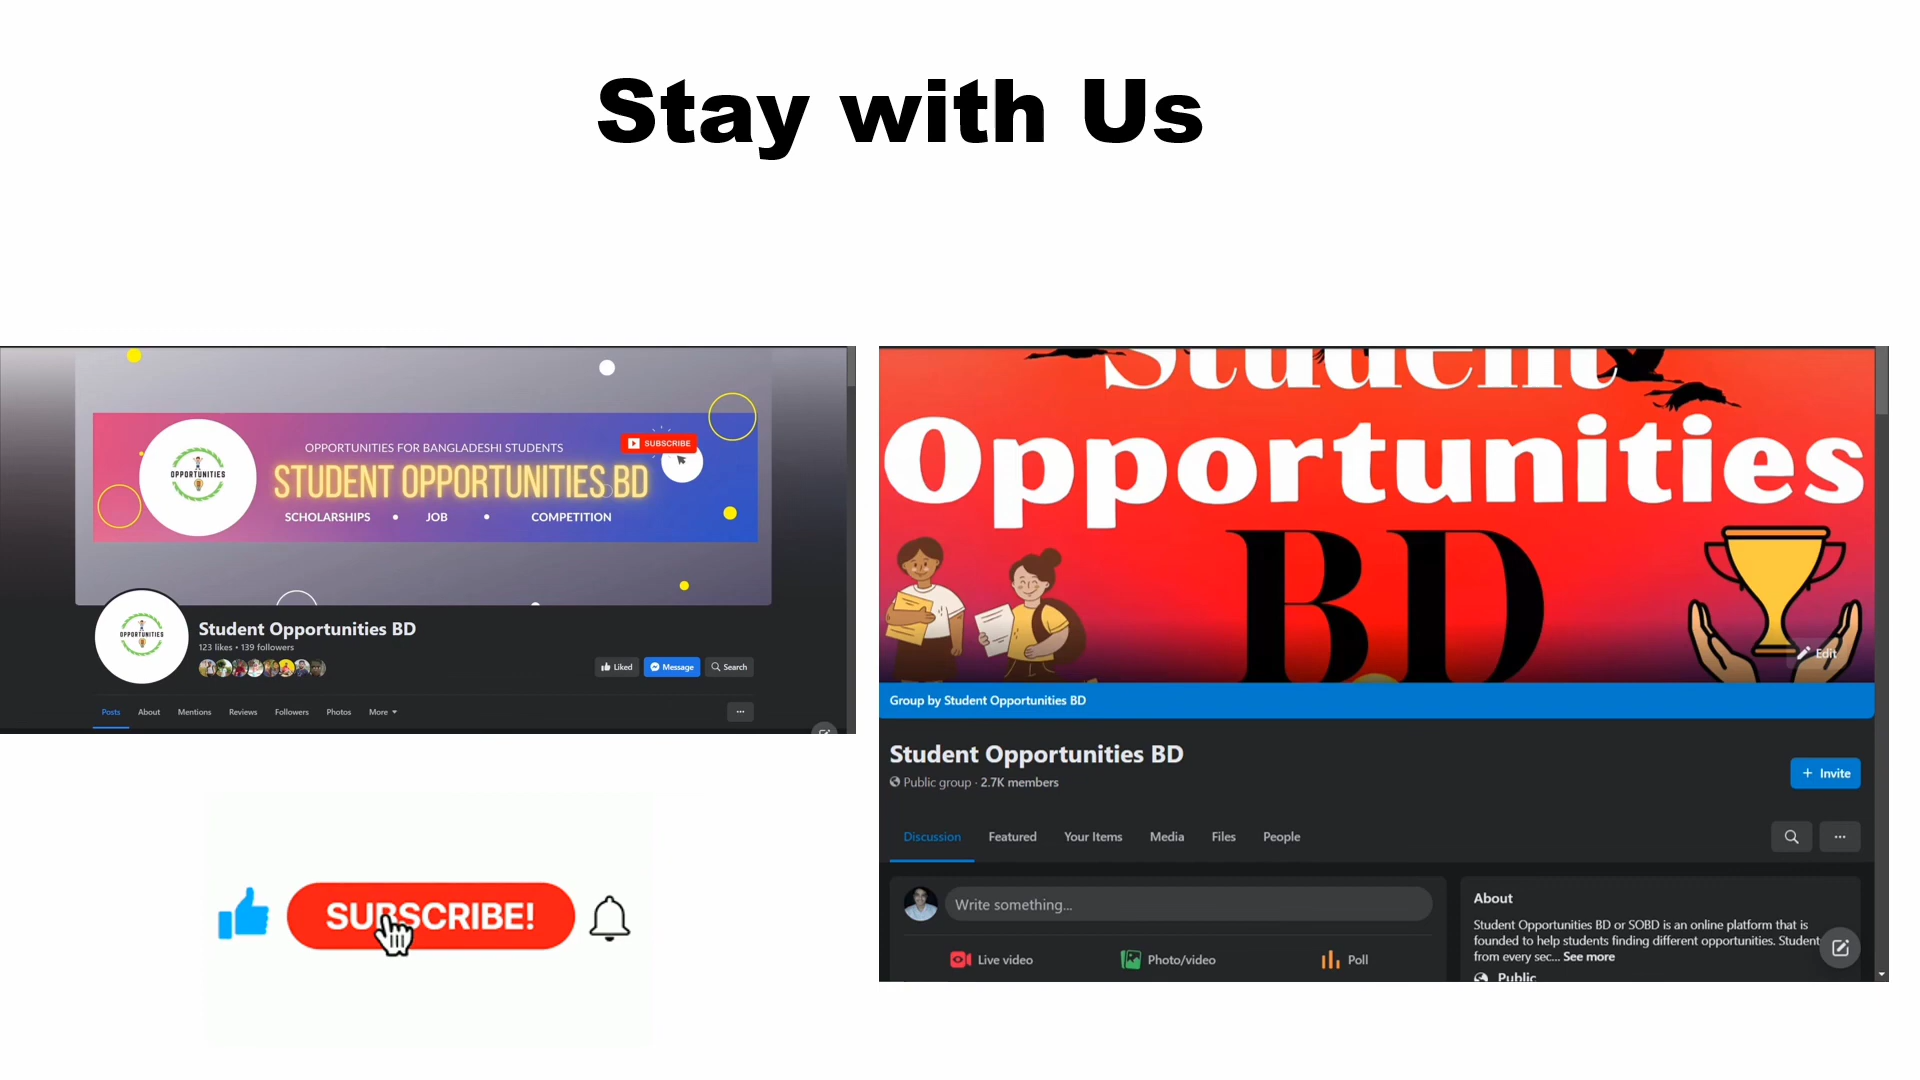 Stay with Us
OPPORTUNITIES FOR BANGLADESHI STUDENTS
SUBSCRIBE
OPPORTUNITIES
STUDENT OPPORTUNITIES BD
SCHOLARSHIPS • JOB • COMPETITION
OPPORTUNITIES
Student Opportunities BD
123 likes • 139 followers
Liked
Message
Search
Posts
About
Mentions
Reviews
Followers
Photos
More
SUBSCRIBE!
Student
Opportunities
BD
Edit
Group by Student Opportunities BD
Student Opportunities BD
Public group · 2.7K members
+ Invite
Discussion
Featured
Your Items
Media
Files
People
Write something...
Live video
Photo/video
Poll
About
Student Opportunities BD or SOBD is an online platform that is
founded to help students finding different opportunities. Student
from every sec... See more
Public